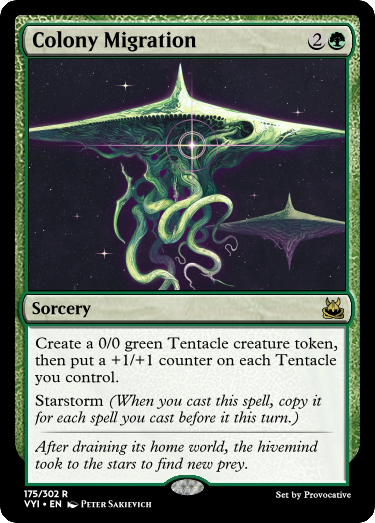 Colony Migration 2
Sorcery
Create a 0/0 green Tentacle creature token,
then put a +1/+1 counter on each Tentacle
you control.
Starstorm (When you cast this spell, copy it
for each spell you cast before it this turn.)
After draining its home world, the hivemind
took to the stars to find new prey.
175/302 R
VYI • EN Peter Sakievich
Set by Provocative